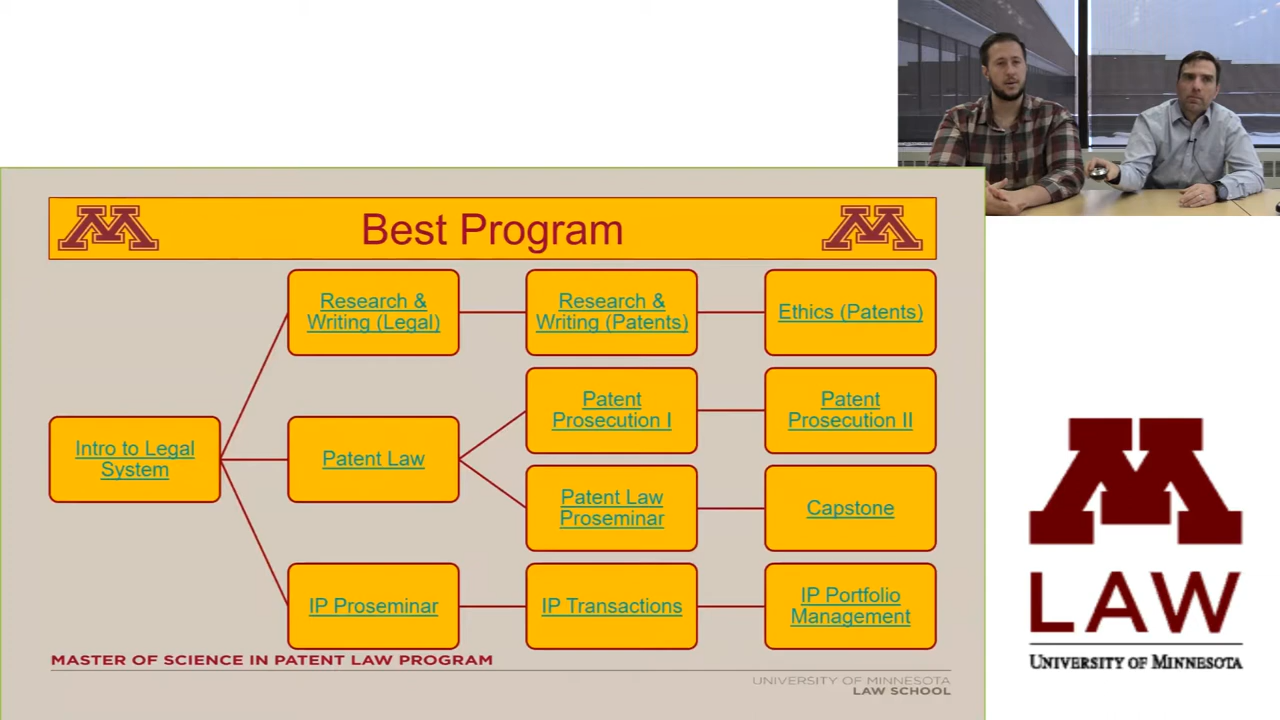 Best Program
Research &
Writing (Legal)
Research &
Writing (Patents)
Ethics (Patents)
Patent
Prosecution I
Patent
Prosecution II
Intro to Legal
System
Patent Law
Patent Law
Proseminar
Capstone
IP Proseminar
IP Transactions
IP Portfolio
Management
MASTER OF SCIENCE IN PATENT LAW PROGRAM
UNIVERSITY OF MINNESOTA
LAW SCHOOL
M
LAW
UNIVERSITY OF MINNESOTA